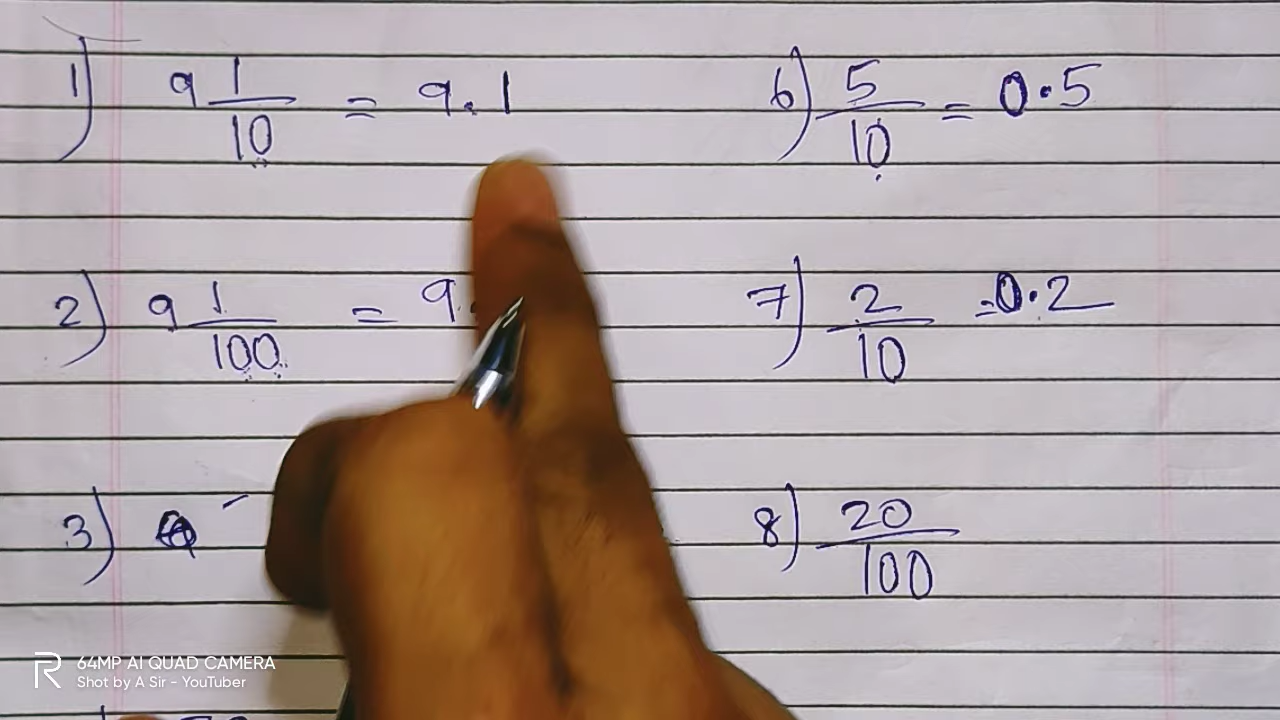 1) 9 1/10 = 9.1
2) 9 1/100 = 9.
3)
6) 5/10 = 0.5
7) 2/10 = 0.2
8) 20/100
64MP AI QUAD CAMERA
Shot by A Sir - YouTuber